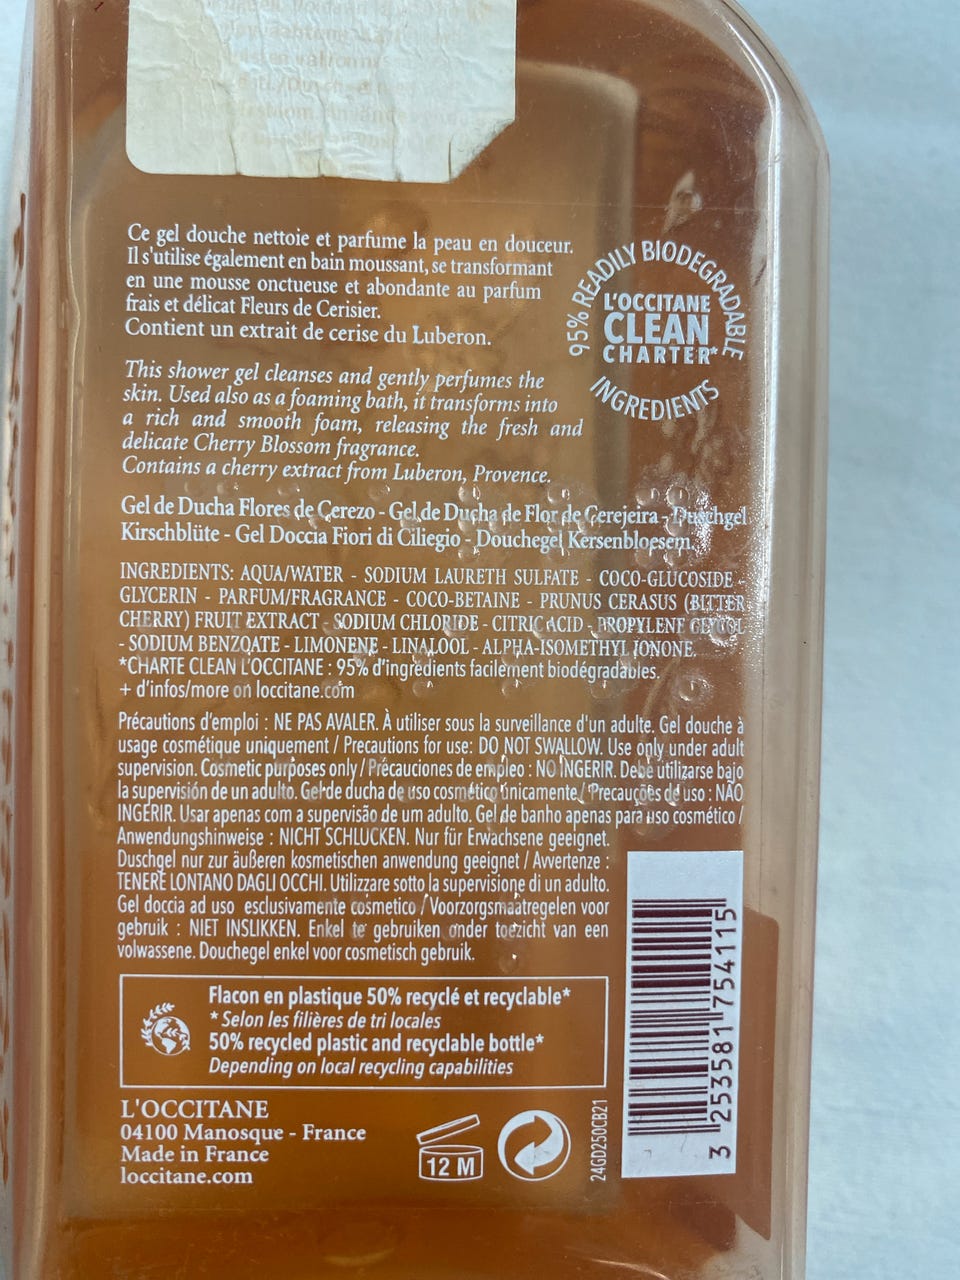 Ce gel douche nettoie et parfume la peau en douceur.
Il s'utilise également en bain moussant, se transformant
en une mousse onctueuse et abondante au parfum
frais et délicat Fleurs de Cerisier.
Contient un extrait de cerise du Luberon.
95% READILY BIODEGRADABLE
L'OCCITANE
CLEAN
CHARTER*
INGREDIENTS
This shower gel cleanses and gently perfumes the
skin. Used also as a foaming bath, it transforms into
a rich and smooth foam, releasing the fresh and
delicate Cherry Blossom fragrance.
Contains a cherry extract from Luberon, Provence.
Gel de Ducha Flores de Cerezo - Gel de Ducha de Flor de Cerejeira - Duschgel
Kirschblüte - Gel Doccia Fiori di Ciliegio - Douchegel Kersenbloesem.
INGREDIENTS: AQUA/WATER - SODIUM LAURETH SULFATE - COCO-GLUCOSIDE -
GLYCERIN - PARFUM/FRAGRANCE - COCO-BETAINE - PRUNUS CERASUS (BITTER
CHERRY) FRUIT EXTRACT - SODIUM CHLORIDE - CITRIC ACID - PROPYLENE GLYCOL
- SODIUM BENZOATE - LIMONENE - LINALOOL - ALPHA-ISOMETHYL IONONE.
*CHARTE CLEAN L'OCCITANE : 95% d'ingrédients facilement biodégradables.
+ d'infos/more on loccitane.com
Précautions d'emploi : NE PAS AVALER. À utiliser sous la surveillance d'un adulte. Gel douche à
usage cosmétique uniquement / Precautions for use: DO NOT SWALLOW. Use only under adult
supervision. Cosmetic purposes only / Précauciones de empleo : NO INGERIR. Debe utilizarse bajo
la supervisión de un adulto. Gel de ducha de uso cosmético únicamente / Precauções de uso : NÃO
INGERIR. Usar apenas com a supervisão de um adulto. Gel de banho apenas para uso cosmético /
Anwendungshinweise : NICHT SCHLUCKEN. Nur für Erwachsene geeignet.
Duschgel nur zur äußeren kosmetischen anwendung geeignet / Avvertenze :
TENERE LONTANO DAGLI OCCHI. Utilizzare sotto la supervisione di un adulto.
Gel doccia ad uso esclusivamente cosmetico / Voorzorgsmaatregelen voor
gebruik : NIET INSLIKKEN. Enkel te gebruiken onder toezicht van een
volwassene. Douchegel enkel voor cosmetisch gebruik.
Flacon en plastique 50% recyclé et recyclable*
* Selon les filières de tri locales
50% recycled plastic and recyclable bottle*
Depending on local recycling capabilities
L'OCCITANE
04100 Manosque - France
Made in France
loccitane.com
12 M
24GD250CB21
3 253581 754115